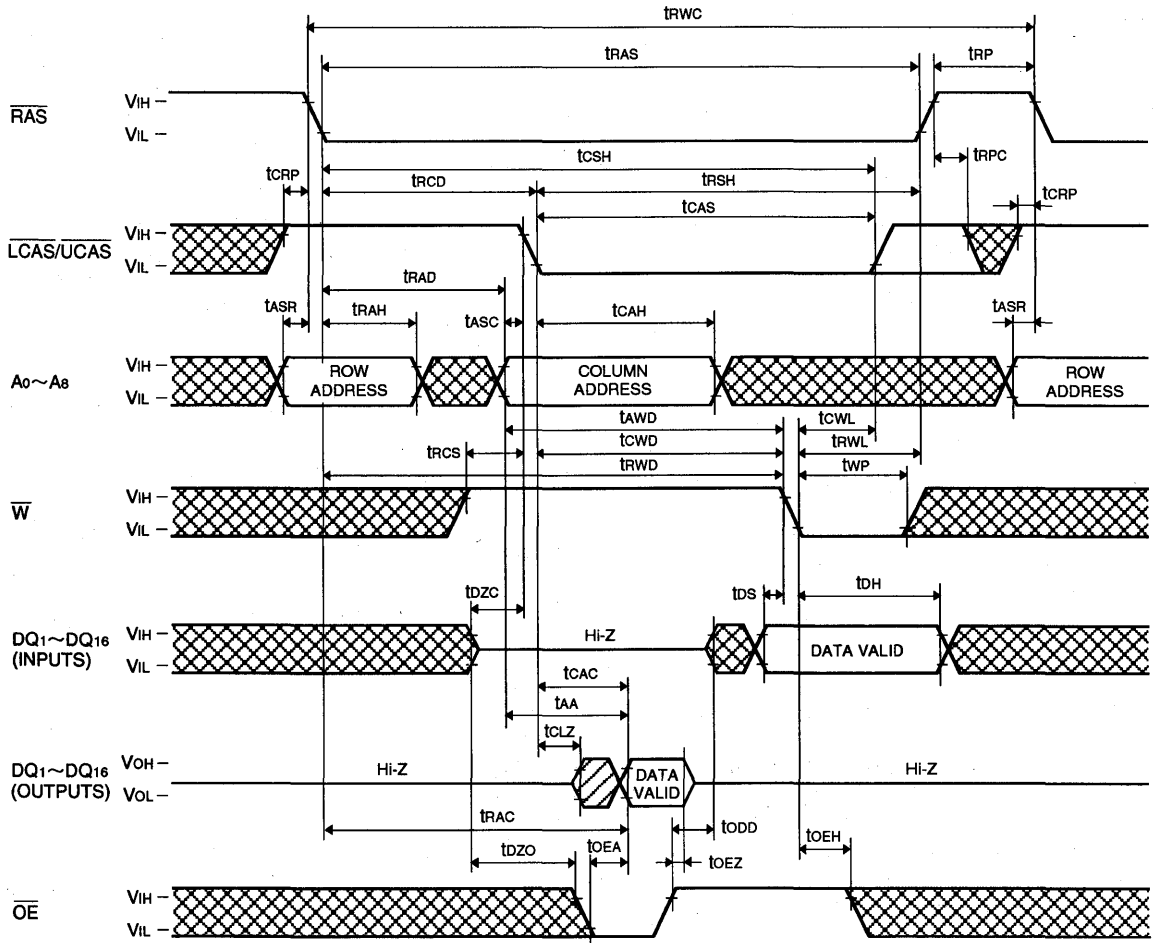 tRWC
tRAS
tRP
RAS
VIH
VIL
tCSH
tRPC
tCRP
tRCD
tRSH
tCRP
tCAS
LCAS/UCAS
VIH
VIL
tRAD
tASR
tRAH
tASC
tCAH
tASR
A0~A8
VIH
VIL
ROW ADDRESS
COLUMN ADDRESS
ROW ADDRESS
tAWD
tCWL
tRCS
tCWD
tRWL
tRWD
tWP
W
VIH
VIL
tDZC
tDS
tDH
DQ1~DQ16
(INPUTS)
VIH
VIL
Hi-Z
DATA VALID
tCAC
tAA
tCLZ
DQ1~DQ16
(OUTPUTS)
VOH
VOL
Hi-Z
DATA VALID
Hi-Z
tRAC
tODD
tDZO
tOEA
tOEZ
tOEH
OE
VIH
VIL